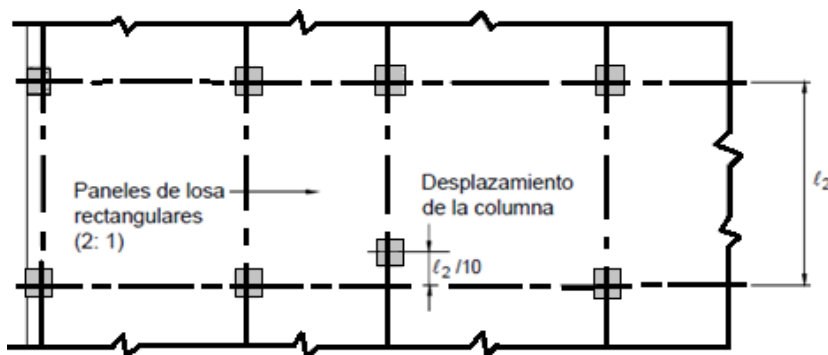 Paneles de losa
rectangulares
(2: 1)
Desplazamiento
de la columna
ℓ2 /10
ℓ2